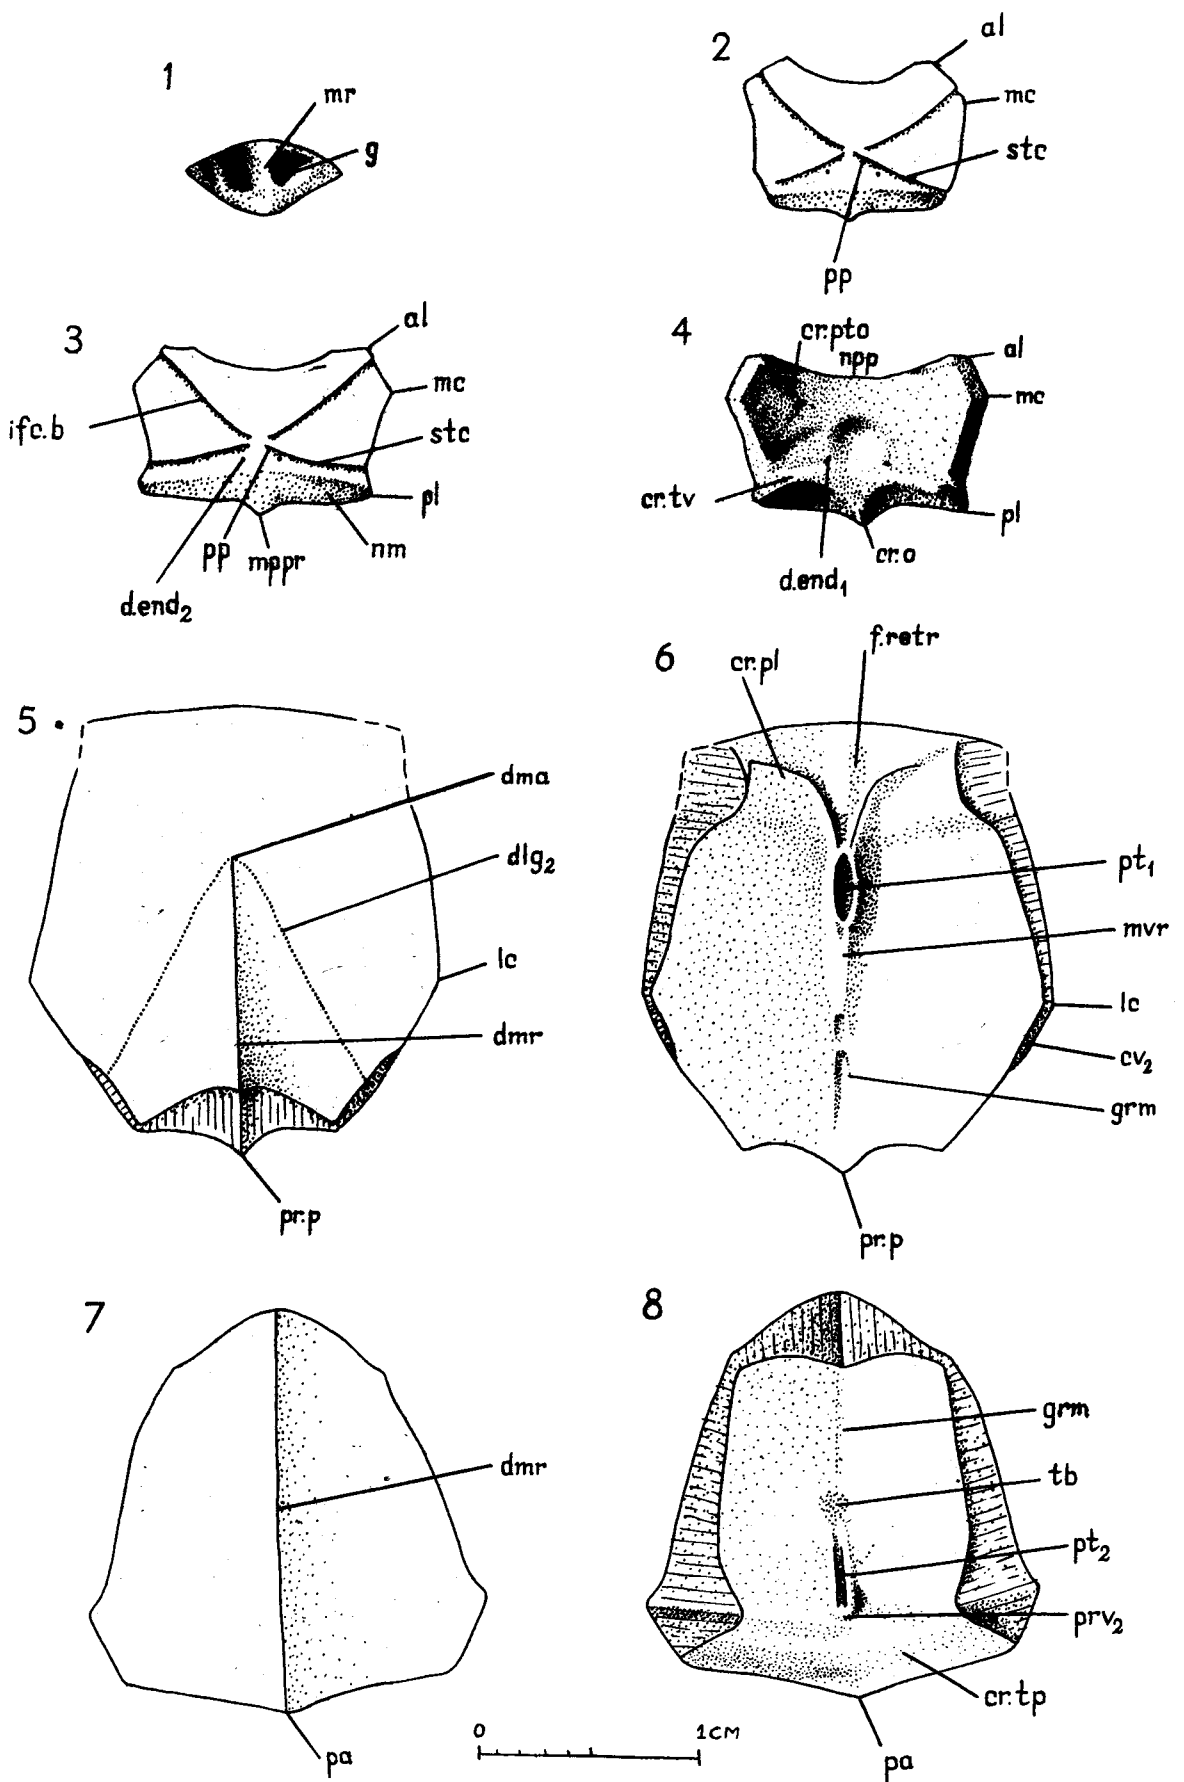 1
mr
g
2
al
mc
stc
pp
3
al
mc
ifc.b
stc
pl
pp
mppr
nm
d.end2
4
cr.pto
npp
al
mc
cr.tv
pl
cr.o
d.end1
5
dma
dlg2
lc
dmr
pr.p
6
cr.pl
f.retr
pt1
mvr
lc
cv2
grm
pr.p
7
dmr
pa
8
grm
tb
pt2
prv2
cr.tp
pa
0 1CM